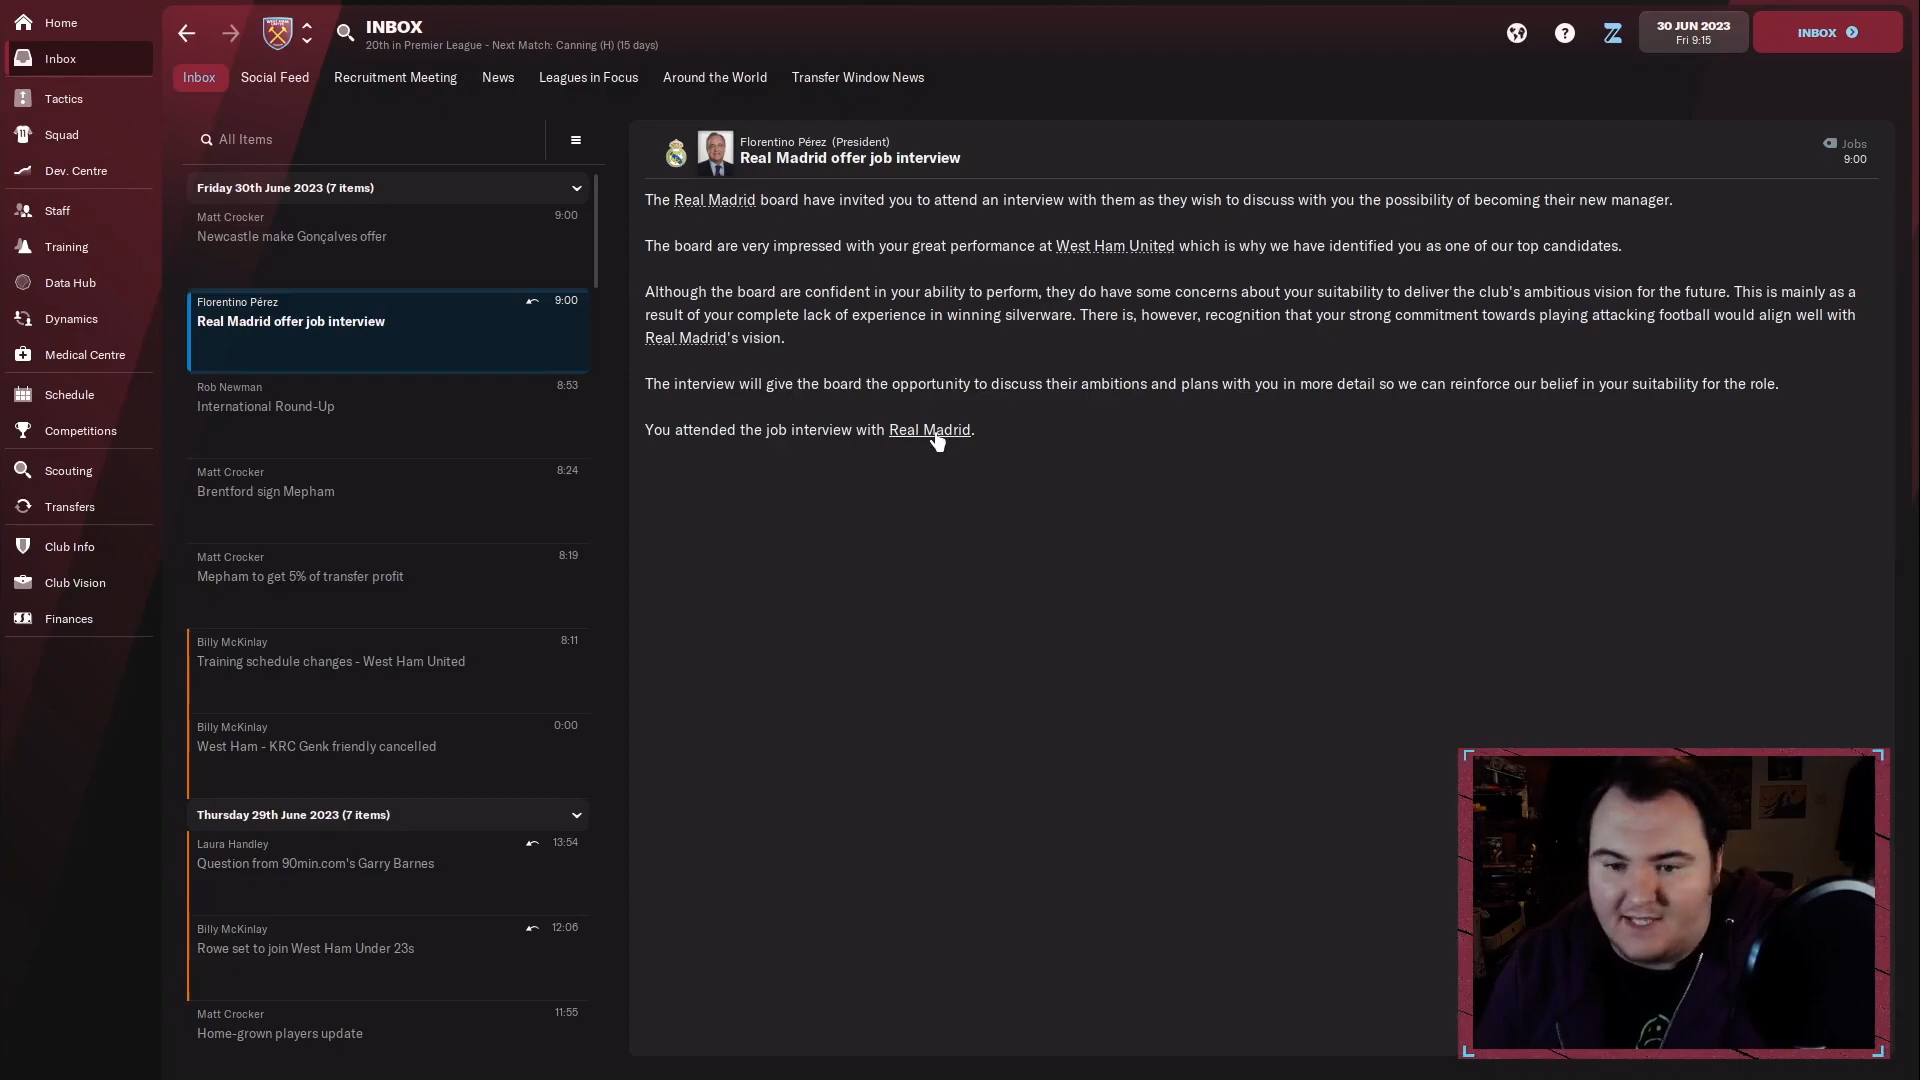 Home
Inbox
Tactics
Squad
Dev. Centre
Staff
Training
Data Hub
Dynamics
Medical Centre
Schedule
Competitions
Scouting
Transfers
Club Info
Club Vision
Finances
INBOX
20th in Premier League - Next Match: Canning (H) (15 days)
30 JUN 2023
Fri 9:15
INBOX
Inbox
Social Feed
Recruitment Meeting
News
Leagues in Focus
Around the World
Transfer Window News
All Items
Friday 30th June 2023 (7 items)
Matt Crocker
9:00
Newcastle make Gonçalves offer
Florentino Pérez
9:00
Real Madrid offer job interview
Rob Newman
8:53
International Round-Up
Matt Crocker
8:24
Brentford sign Mepham
Matt Crocker
8:19
Mepham to get 5% of transfer profit
Billy McKinlay
8:11
Training schedule changes - West Ham United
Billy McKinlay
0:00
West Ham - KRC Genk friendly cancelled
Thursday 29th June 2023 (7 items)
Laura Handley
13:54
Question from 90min.com's Garry Barnes
Billy McKinlay
12:06
Rowe set to join West Ham Under 23s
Matt Crocker
11:55
Home-grown players update
Florentino Pérez (President)
Real Madrid offer job interview
Jobs
9:00
The Real Madrid board have invited you to attend an interview with them as they wish to discuss with you the possibility of becoming their new manager.
The board are very impressed with your great performance at West Ham United which is why we have identified you as one of our top candidates.
Although the board are confident in your ability to perform, they do have some concerns about your suitability to deliver the club's ambitious vision for the future. This is mainly as a
result of your complete lack of experience in winning silverware. There is, however, recognition that your strong commitment towards playing attacking football would align well with
Real Madrid's vision.
The interview will give the board the opportunity to discuss their ambitions and plans with you in more detail so we can reinforce our belief in your suitability for the role.
You attended the job interview with Real Madrid.